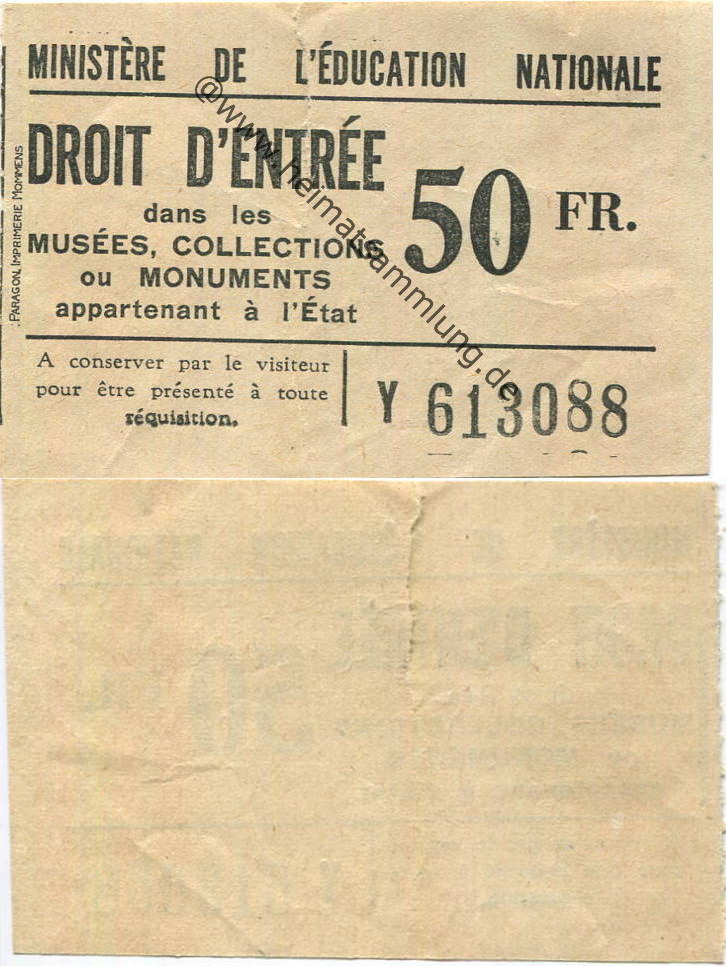 MINISTÈRE DE L'ÉDUCATION NATIONALE
DROIT D'ENTRÉE
dans les
MUSÉES, COLLECTIONS
ou MONUMENTS
appartenant à l'État
50 FR.
A conserver par le visiteur
pour être présenté à toute
réquisition.
Y 613088
PARAGON, IMPRIMERIE MOMMENS
@www.heimatsammlung.de